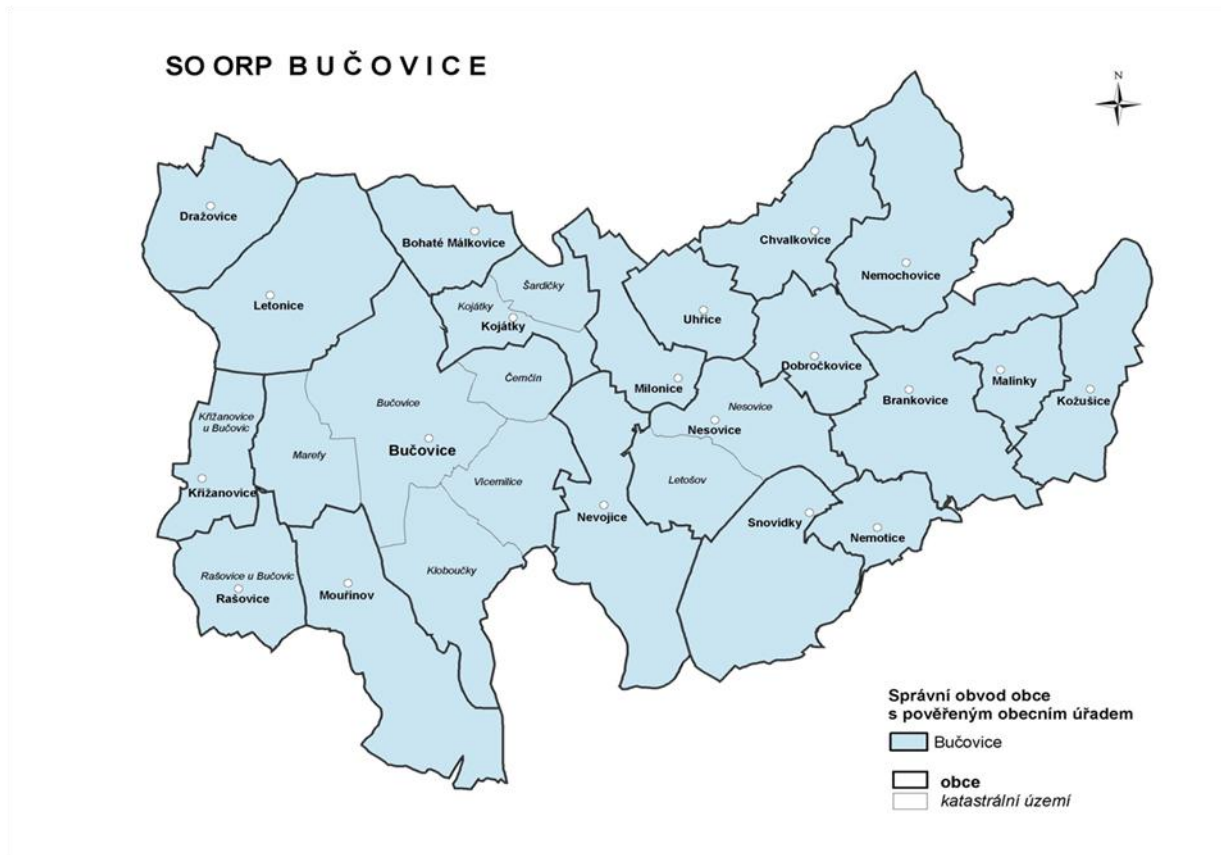 SO ORP BUČOVICE
N
Dražovice
Bohaté Málkovice
Chvalkovice
Nemochovice
Letonice
Šardičky
Kojátky
Kojátky
Uhřice
Dobročkovice
Malinky
Kožušice
Čemčín
Milonice
Brankovice
Bučovice
Nesovice
Nesovice
Křižanovice
u Bučovic
Marefy
Bučovice
Vícemilice
Letošov
Křižanovice
Nevojice
Snovídky
Nemotice
Kloboučky
Rašovice u Bučovic
Rašovice
Mouřínov
Správní obvod obce
s pověřeným obecním úřadem
Bučovice
obce
katastrální území